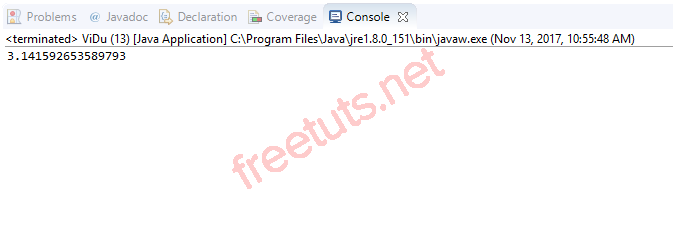 Problems @ Javadoc Declaration Coverage Console
<terminated> ViDu (13) [Java Application] C:\Program Files\Java\jre1.8.0_151\bin\javaw.exe (Nov 13, 2017, 10:55:48 AM)
3.141592653589793
freetuts.net